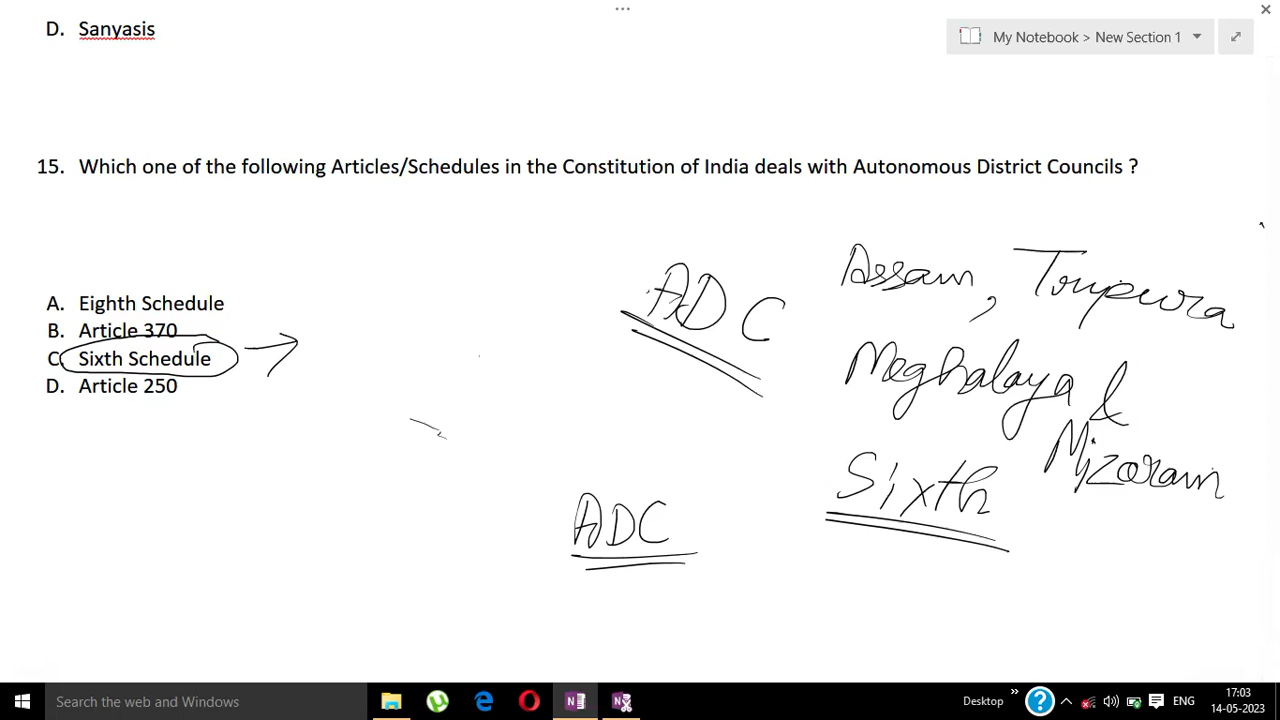 D. Sanyasis
My Notebook > New Section 1
15. Which one of the following Articles/Schedules in the Constitution of India deals with Autonomous District Councils ?
A. Eighth Schedule
B. Article 370
C. Sixth Schedule
D. Article 250
ADC
Assam, Tripura
Meghalaya &
Mizoram
Sixth
ADC
Search the web and Windows
Desktop
ENG
17:03
14-05-2023